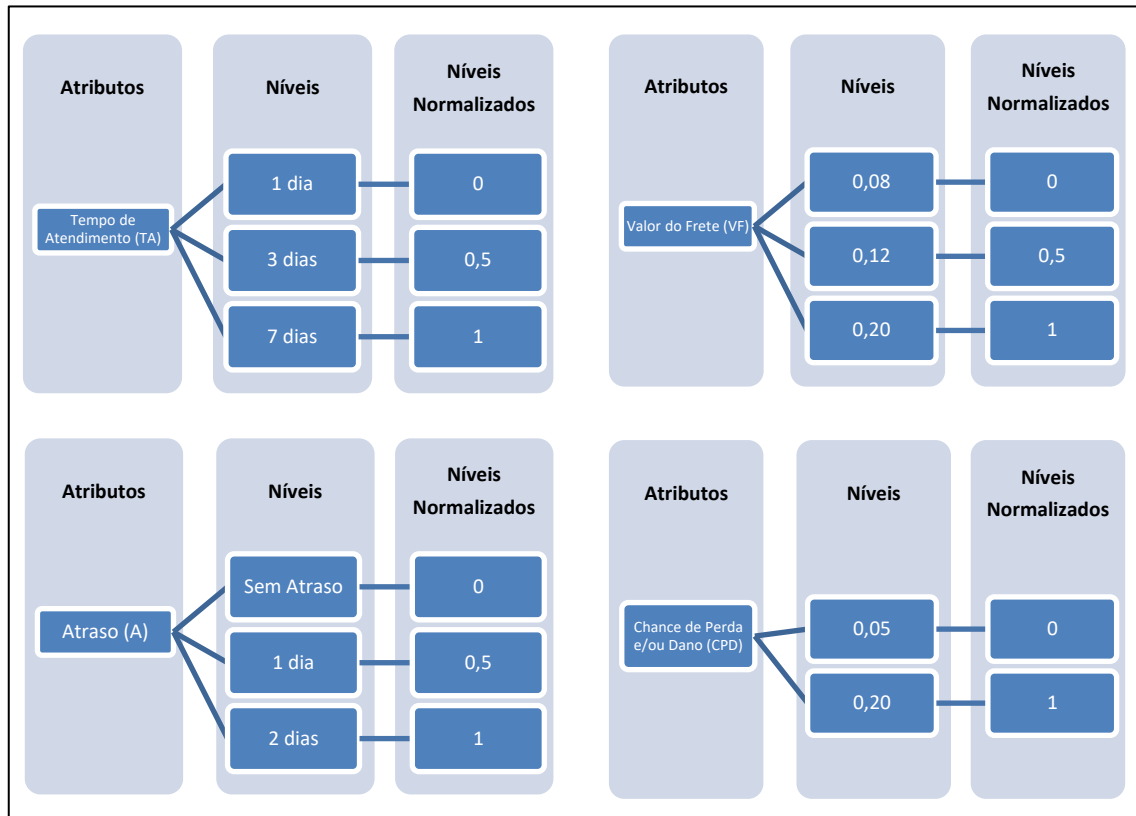 Atributos
Níveis
Níveis
Normalizados
Tempo de
Atendimento (TA)
1 dia
0
3 dias
0,5
7 dias
1
Atributos
Níveis
Níveis
Normalizados
Valor do Frete (VF)
0,08
0
0,12
0,5
0,20
1
Atributos
Níveis
Níveis
Normalizados
Atraso (A)
Sem Atraso
0
1 dia
0,5
2 dias
1
Atributos
Níveis
Níveis
Normalizados
Chance de Perda
e/ou Dano (CPD)
0,05
0
0,20
1